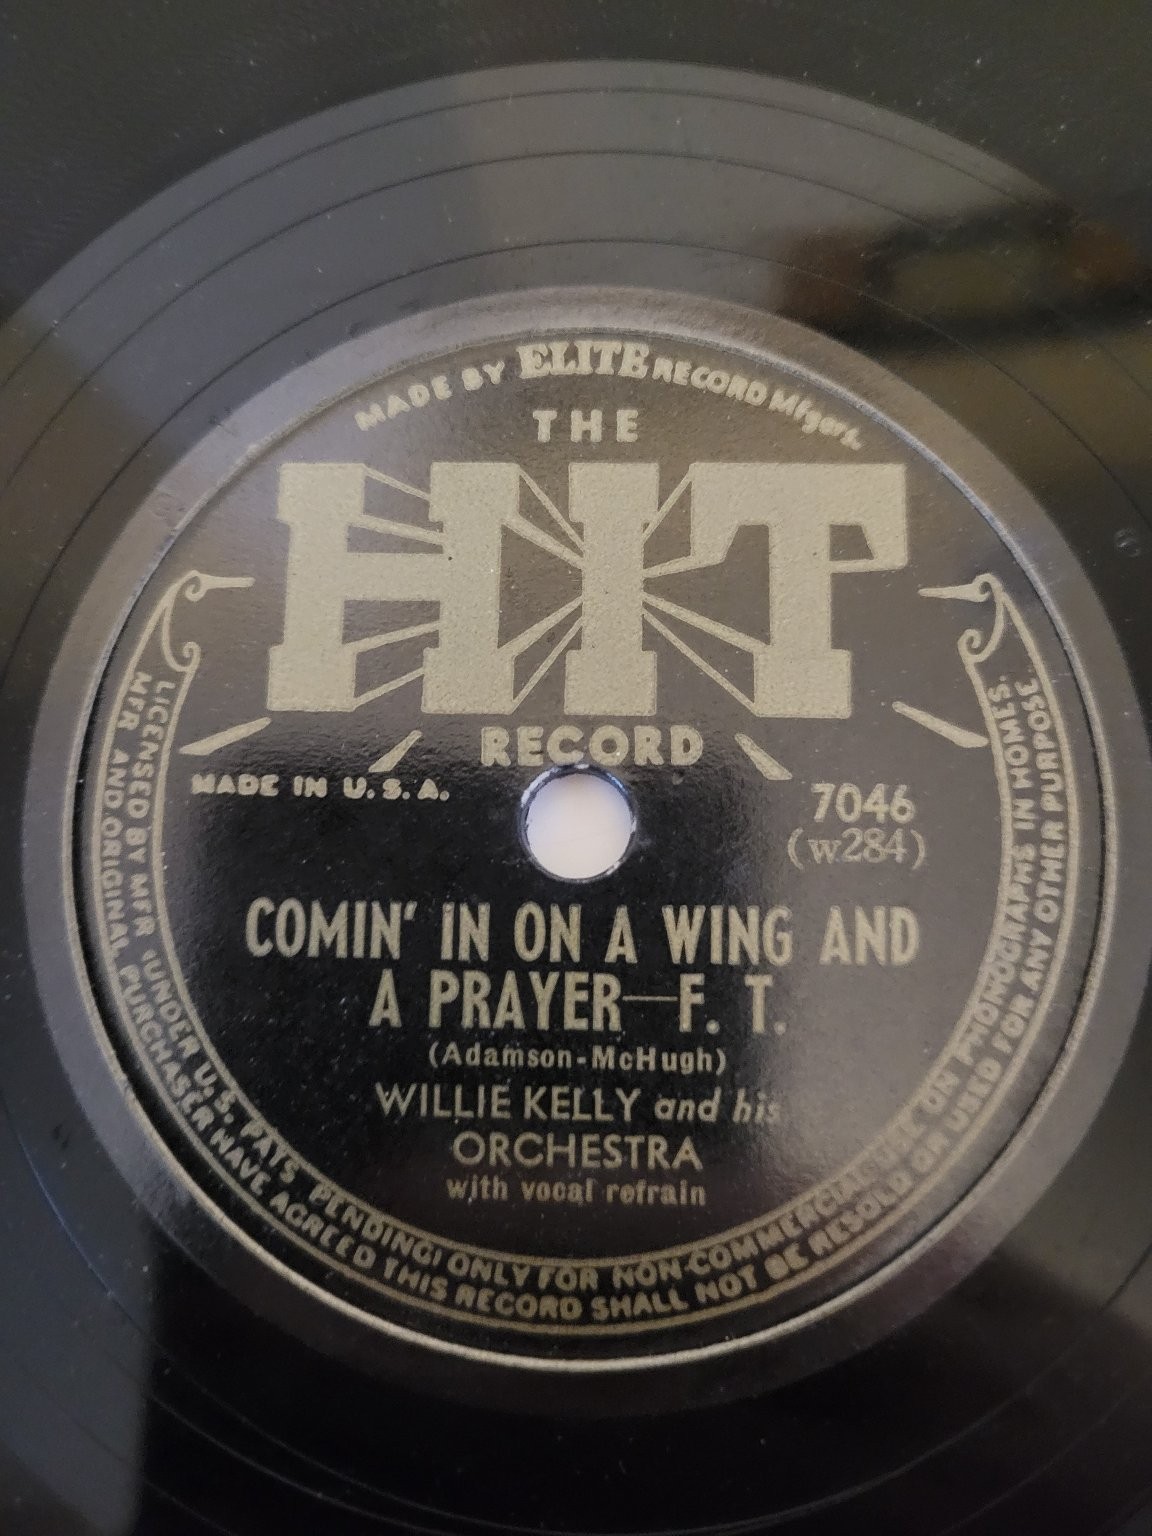 MADE BY ELITE RECORD Mfgers.
THE
HIT
RECORD
MADE IN U.S.A.
7046
(w284)
COMIN' IN ON A WING AND
A PRAYER—F. T.
(Adamson-McHugh)
WILLIE KELLY and his
ORCHESTRA
with vocal refrain
LICENSED BY MFR (UNDER U.S. PATS PENDING) ONLY FOR NON-COMMERCIAL USE ON PHONOGRAPHS IN HOMES.
MFR AND ORIGINAL PURCHASER HAVE AGREED THIS RECORD SHALL NOT BE RESOLD OR USED FOR ANY OTHER PURPOSE